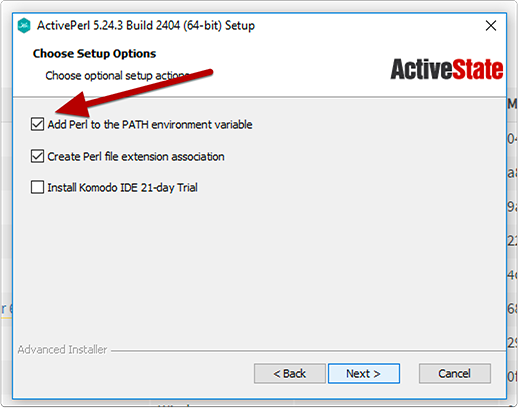 ActivePerl 5.24.3 Build 2404 (64-bit) Setup
Choose Setup Options
Choose optional setup actions
ActiveState
Add Perl to the PATH environment variable
Create Perl file extension association
Install Komodo IDE 21-day Trial
Advanced Installer
< Back
Next >
Cancel